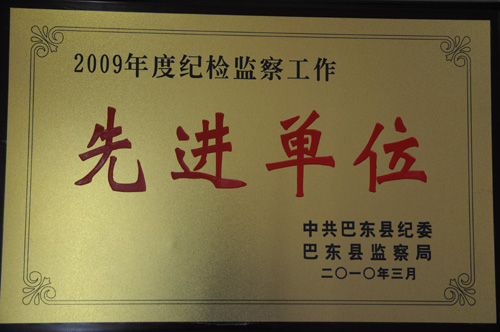 2009年度纪检监察工作
先进单位
中共巴东县纪委
巴东县监察局
二〇一〇年三月